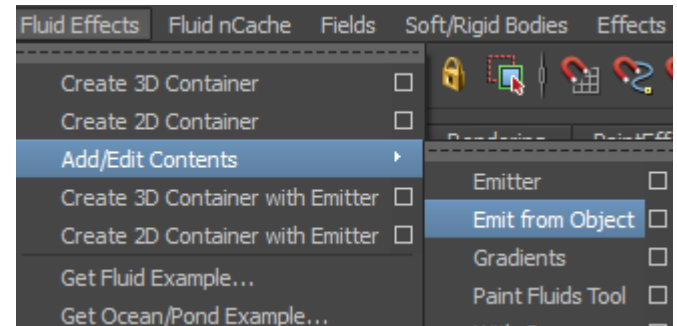 Fluid Effects Fluid nCache Fields Soft/Rigid Bodies Effects
Create 3D Container
Create 2D Container
Add/Edit Contents
Create 3D Container with Emitter
Create 2D Container with Emitter
Get Fluid Example...
Get Ocean/Pond Example...
Emitter
Emit from Object
Gradients
Paint Fluids Tool